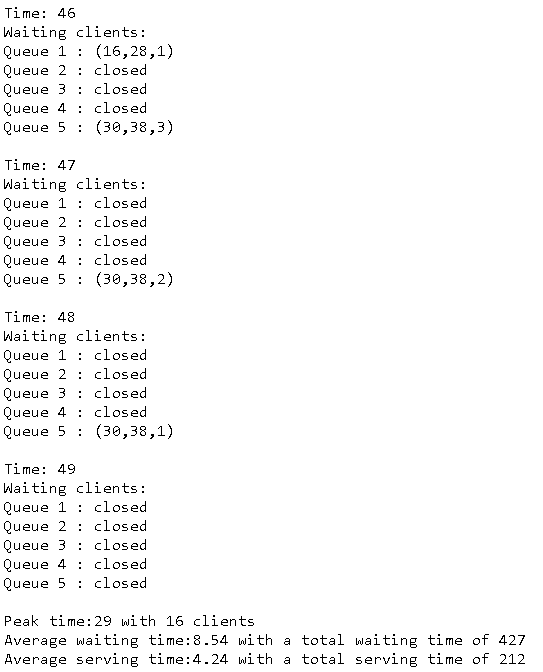 Time: 46
Waiting clients:
Queue 1 : (16,28,1)
Queue 2 : closed
Queue 3 : closed
Queue 4 : closed
Queue 5 : (30,38,3)

Time: 47
Waiting clients:
Queue 1 : closed
Queue 2 : closed
Queue 3 : closed
Queue 4 : closed
Queue 5 : (30,38,2)

Time: 48
Waiting clients:
Queue 1 : closed
Queue 2 : closed
Queue 3 : closed
Queue 4 : closed
Queue 5 : (30,38,1)

Time: 49
Waiting clients:
Queue 1 : closed
Queue 2 : closed
Queue 3 : closed
Queue 4 : closed
Queue 5 : closed

Peak time:29 with 16 clients
Average waiting time:8.54 with a total waiting time of 427
Average serving time:4.24 with a total serving time of 212